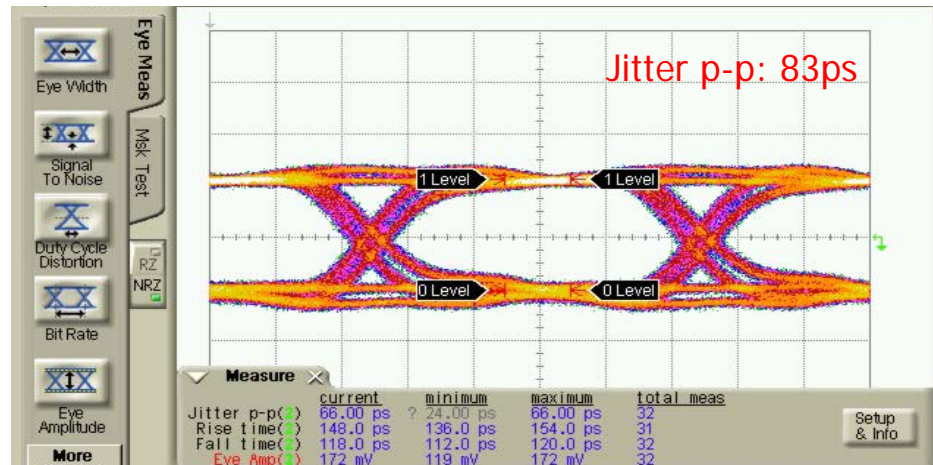 Eye Meas
Msk Test
Eye Width
Signal
To Noise
Duty Cycle
Distortion
Bit Rate
Eye
Amplitude
More
RZ
NRZ
Jitter p-p: 83ps
1 Level
1 Level
0 Level
0 Level
Measure
current minimum maximum total meas
Jitter p-p(2) 66.00 ps ? 24.00 ps 66.00 ps 32
Rise time(2) 148.0 ps 136.0 ps 154.0 ps 31
Fall time(2) 118.0 ps 112.0 ps 120.0 ps 32
Eye Amp(2) 172 mV 119 mV 172 mV 32
Setup
& Info